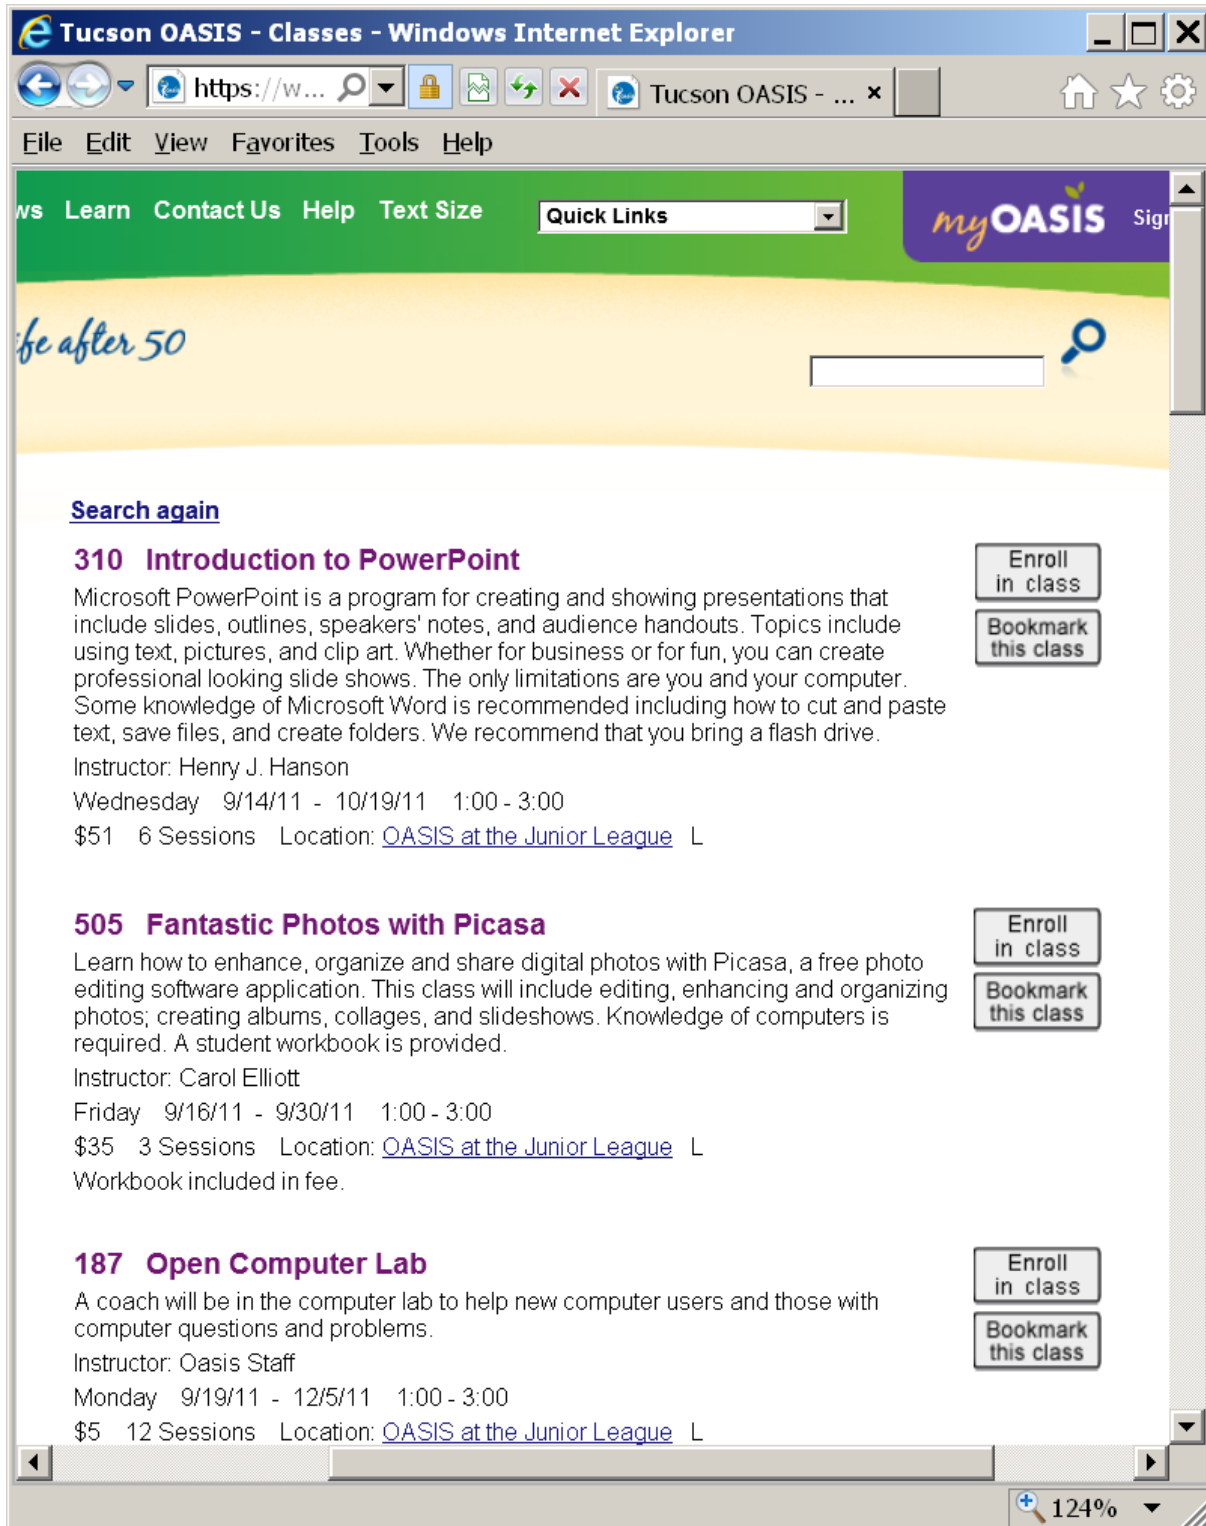 Tucson OASIS - Classes - Windows Internet Explorer
https://w...
Tucson OASIS - ...
File Edit View Favorites Tools Help
ws Learn Contact Us Help Text Size Quick Links myOASIS Sign
ife after 50
Search again
310 Introduction to PowerPoint
Enroll in class
Bookmark this class
Microsoft PowerPoint is a program for creating and showing presentations that
include slides, outlines, speakers' notes, and audience handouts. Topics include
using text, pictures, and clip art. Whether for business or for fun, you can create
professional looking slide shows. The only limitations are you and your computer.
Some knowledge of Microsoft Word is recommended including how to cut and paste
text, save files, and create folders. We recommend that you bring a flash drive.
Instructor: Henry J. Hanson
Wednesday 9/14/11 - 10/19/11 1:00 - 3:00
$51 6 Sessions Location: OASIS at the Junior League L
505 Fantastic Photos with Picasa
Enroll in class
Bookmark this class
Learn how to enhance, organize and share digital photos with Picasa, a free photo
editing software application. This class will include editing, enhancing and organizing
photos; creating albums, collages, and slideshows. Knowledge of computers is
required. A student workbook is provided.
Instructor: Carol Elliott
Friday 9/16/11 - 9/30/11 1:00 - 3:00
$35 3 Sessions Location: OASIS at the Junior League L
Workbook included in fee.
187 Open Computer Lab
Enroll in class
Bookmark this class
A coach will be in the computer lab to help new computer users and those with
computer questions and problems.
Instructor: Oasis Staff
Monday 9/19/11 - 12/5/11 1:00 - 3:00
$5 12 Sessions Location: OASIS at the Junior League L
124%